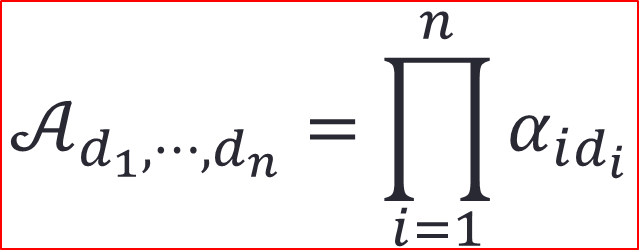 𝒜_{d_1,⋯,d_n} = ∏_{i=1}^{n} α_{id_i}